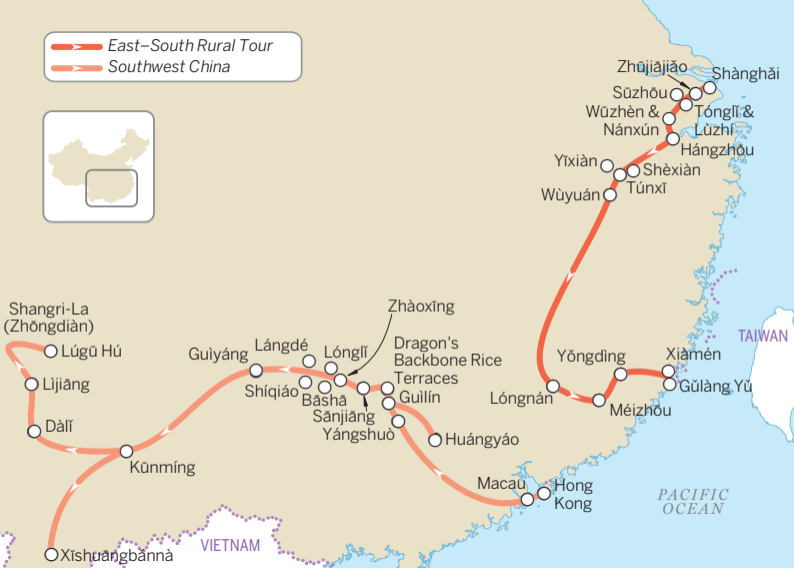 East–South Rural Tour
Southwest China
Zhūjiājiǎo
Shànghǎi
Sūzhōu
Tónglǐ &
Lùzhí
Wūzhèn &
Nánxún
Hángzhōu
Yīxiàn
Shèxiàn
Túnxī
Wùyuán
Zhàoxīng
Shangri-La
(Zhōngdiàn)
Lúgū Hú
Lángdé
Lónglǐ
Dragon's
Backbone Rice
Terraces
Guìyáng
TAIWAN
Yǒngdìng
Xiàmén
Gǔlàng Yǔ
Lìjiāng
Shíqiáo
Bāshā
Sānjiāng
Guìlín
Yángshuò
Lóngnán
Méizhōu
Dàlǐ
Huángyáo
Kūnmíng
Macau
Hong
Kong
PACIFIC
OCEAN
VIETNAM
Xīshuāngbǎnnà